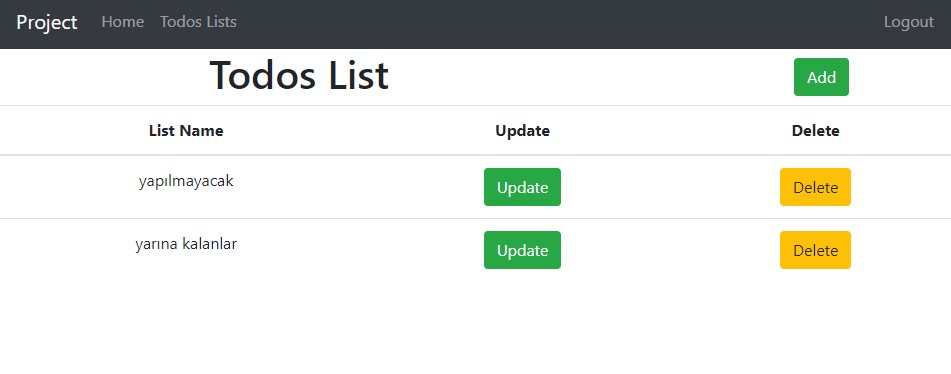 Project Home Todos Lists Logout
Todos List Add
List Name Update Delete
yapılmayacak Update Delete
yarına kalanlar Update Delete